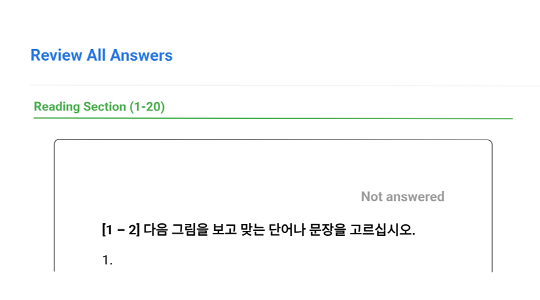 Review All Answers
Reading Section (1-20)
Not answered
[1 – 2] 다음 그림을 보고 맞는 단어나 문장을 고르십시오.
1.